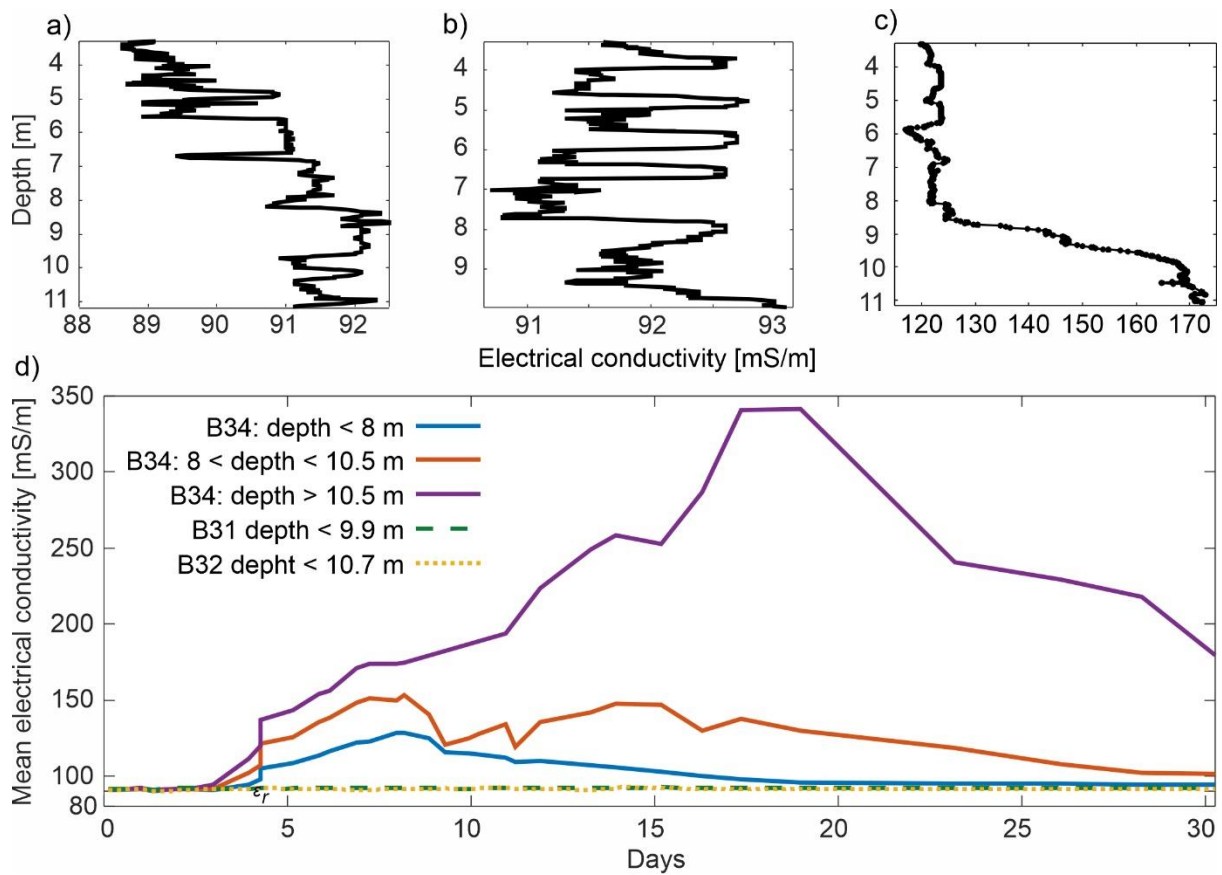 a)
b)
c)
Depth [m]
4
5
6
7
8
9
10
11
88 89 90 91 92
4
5
6
7
8
9
91 92 93
4
5
6
7
8
9
10
11
115 120 130 140 150 160 170
Electrical conductivity [mS/m]
d)
Mean electrical conductivity [mS/m]
350
300
250
200
150
100
80
B34: depth < 8 m
B34: 8 < depth < 10.5 m
B34: depth > 10.5 m
B31 depth < 9.9 m
B32 depht < 10.7 m
εr
0 5 10 15 20 25 30
Days